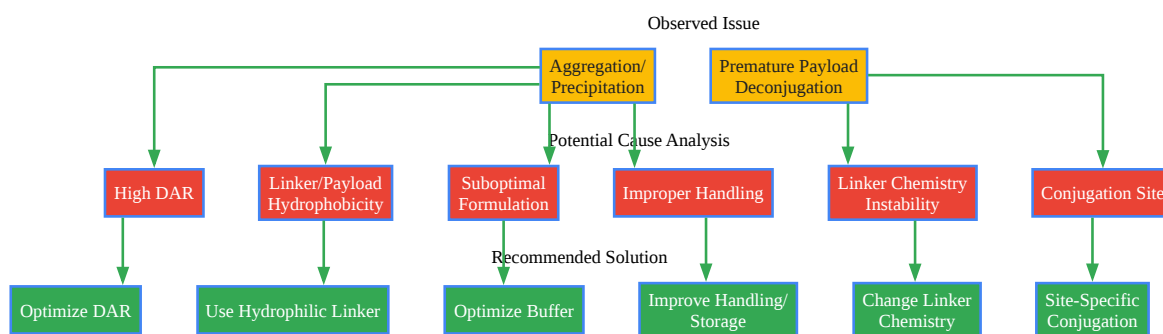 Observed Issue
Aggregation/
Precipitation
Premature Payload
Deconjugation
Potential Cause Analysis
High DAR
Linker/Payload
Hydrophobicity
Suboptimal
Formulation
Improper Handling
Linker Chemistry
Instability
Conjugation Site
Recommended Solution
Optimize DAR
Use Hydrophilic Linker
Optimize Buffer
Improve Handling/
Storage
Change Linker
Chemistry
Site-Specific
Conjugation